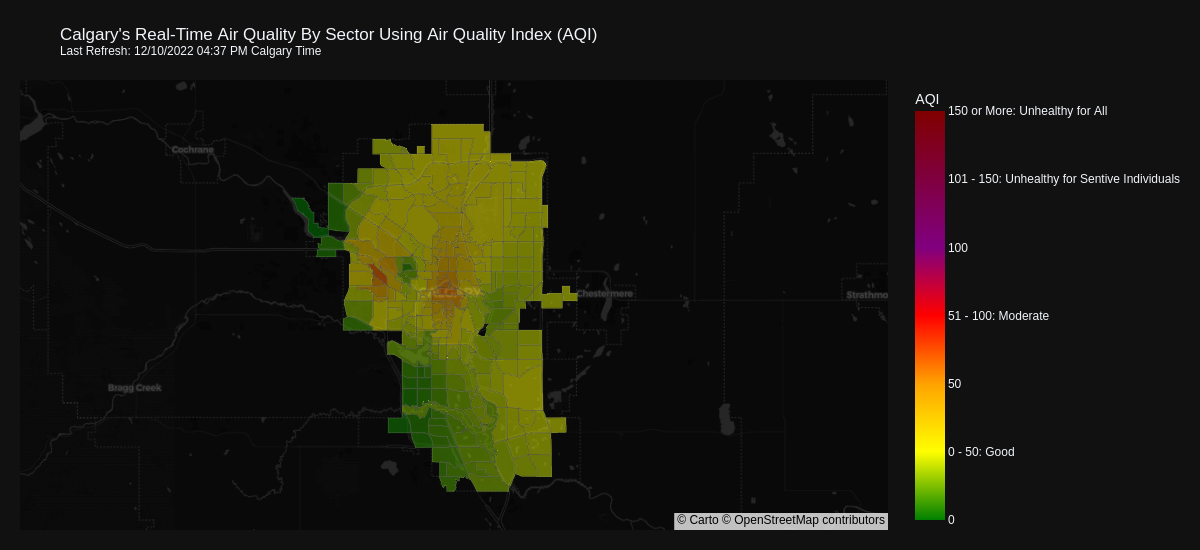 Calgary's Real-Time Air Quality By Sector Using Air Quality Index (AQI)
Last Refresh: 12/10/2022 04:37 PM Calgary Time
AQI
150 or More: Unhealthy for All
Cochrane
101 - 150: Unhealthy for Sentive Individuals
100
CALGARY
Chestermere
Strathmo
51 - 100: Moderate
Bragg Creek
50
0 - 50: Good
0
© Carto © OpenStreetMap contributors